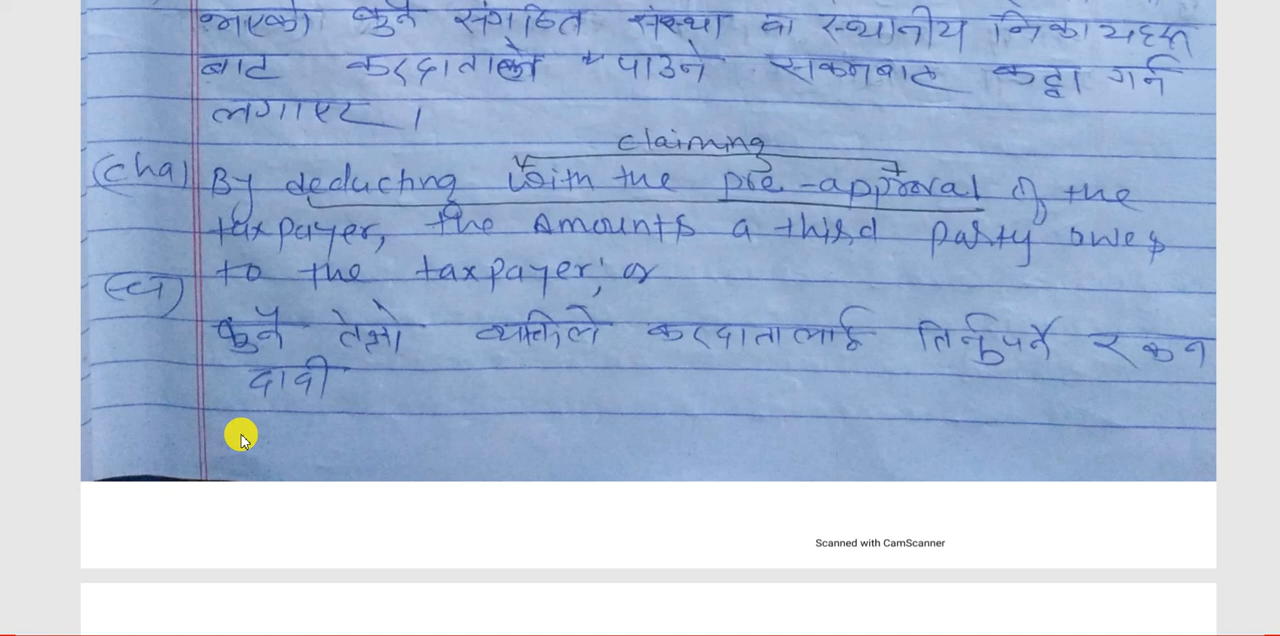 भएको कुनै संगठित संस्था वा स्थानीय निकायहरू
बाट करदाताले पाउने रकमबाट कट्टा गर्न
लगाएर ।
claiming
(cha) By deducting with the pre-approval of the
taxpayer, the amounts a third party owes
to the taxpayer; or
(च)
कुनै तेस्रो व्यक्तिले करदातालाई तिर्नुपर्ने रकम
दावी
Scanned with CamScanner